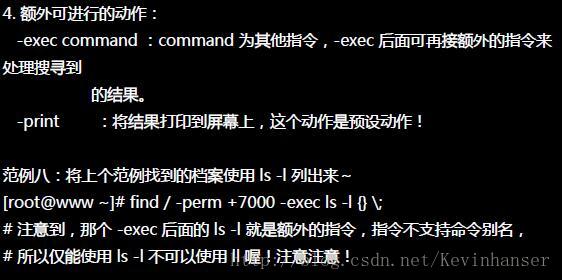 4. 额外可进行的动作：
-exec command ：command 为其他指令，-exec 后面可再接额外的指令来
处理搜寻到
的结果。
-print ：将结果打印到屏幕上，这个动作是预设动作！
范例八：将上个范例找到的档案使用 ls -l 列出来～
[root@www ~]# find / -perm +7000 -exec ls -l {} \;
# 注意到，那个 -exec 后面的 ls -l 就是额外的指令，指令不支持命令别名，
# 所以仅能使用 ls -l 不可以使用 ll 喔！注意注意！
http://blog.csdn.net/Kevinhanser